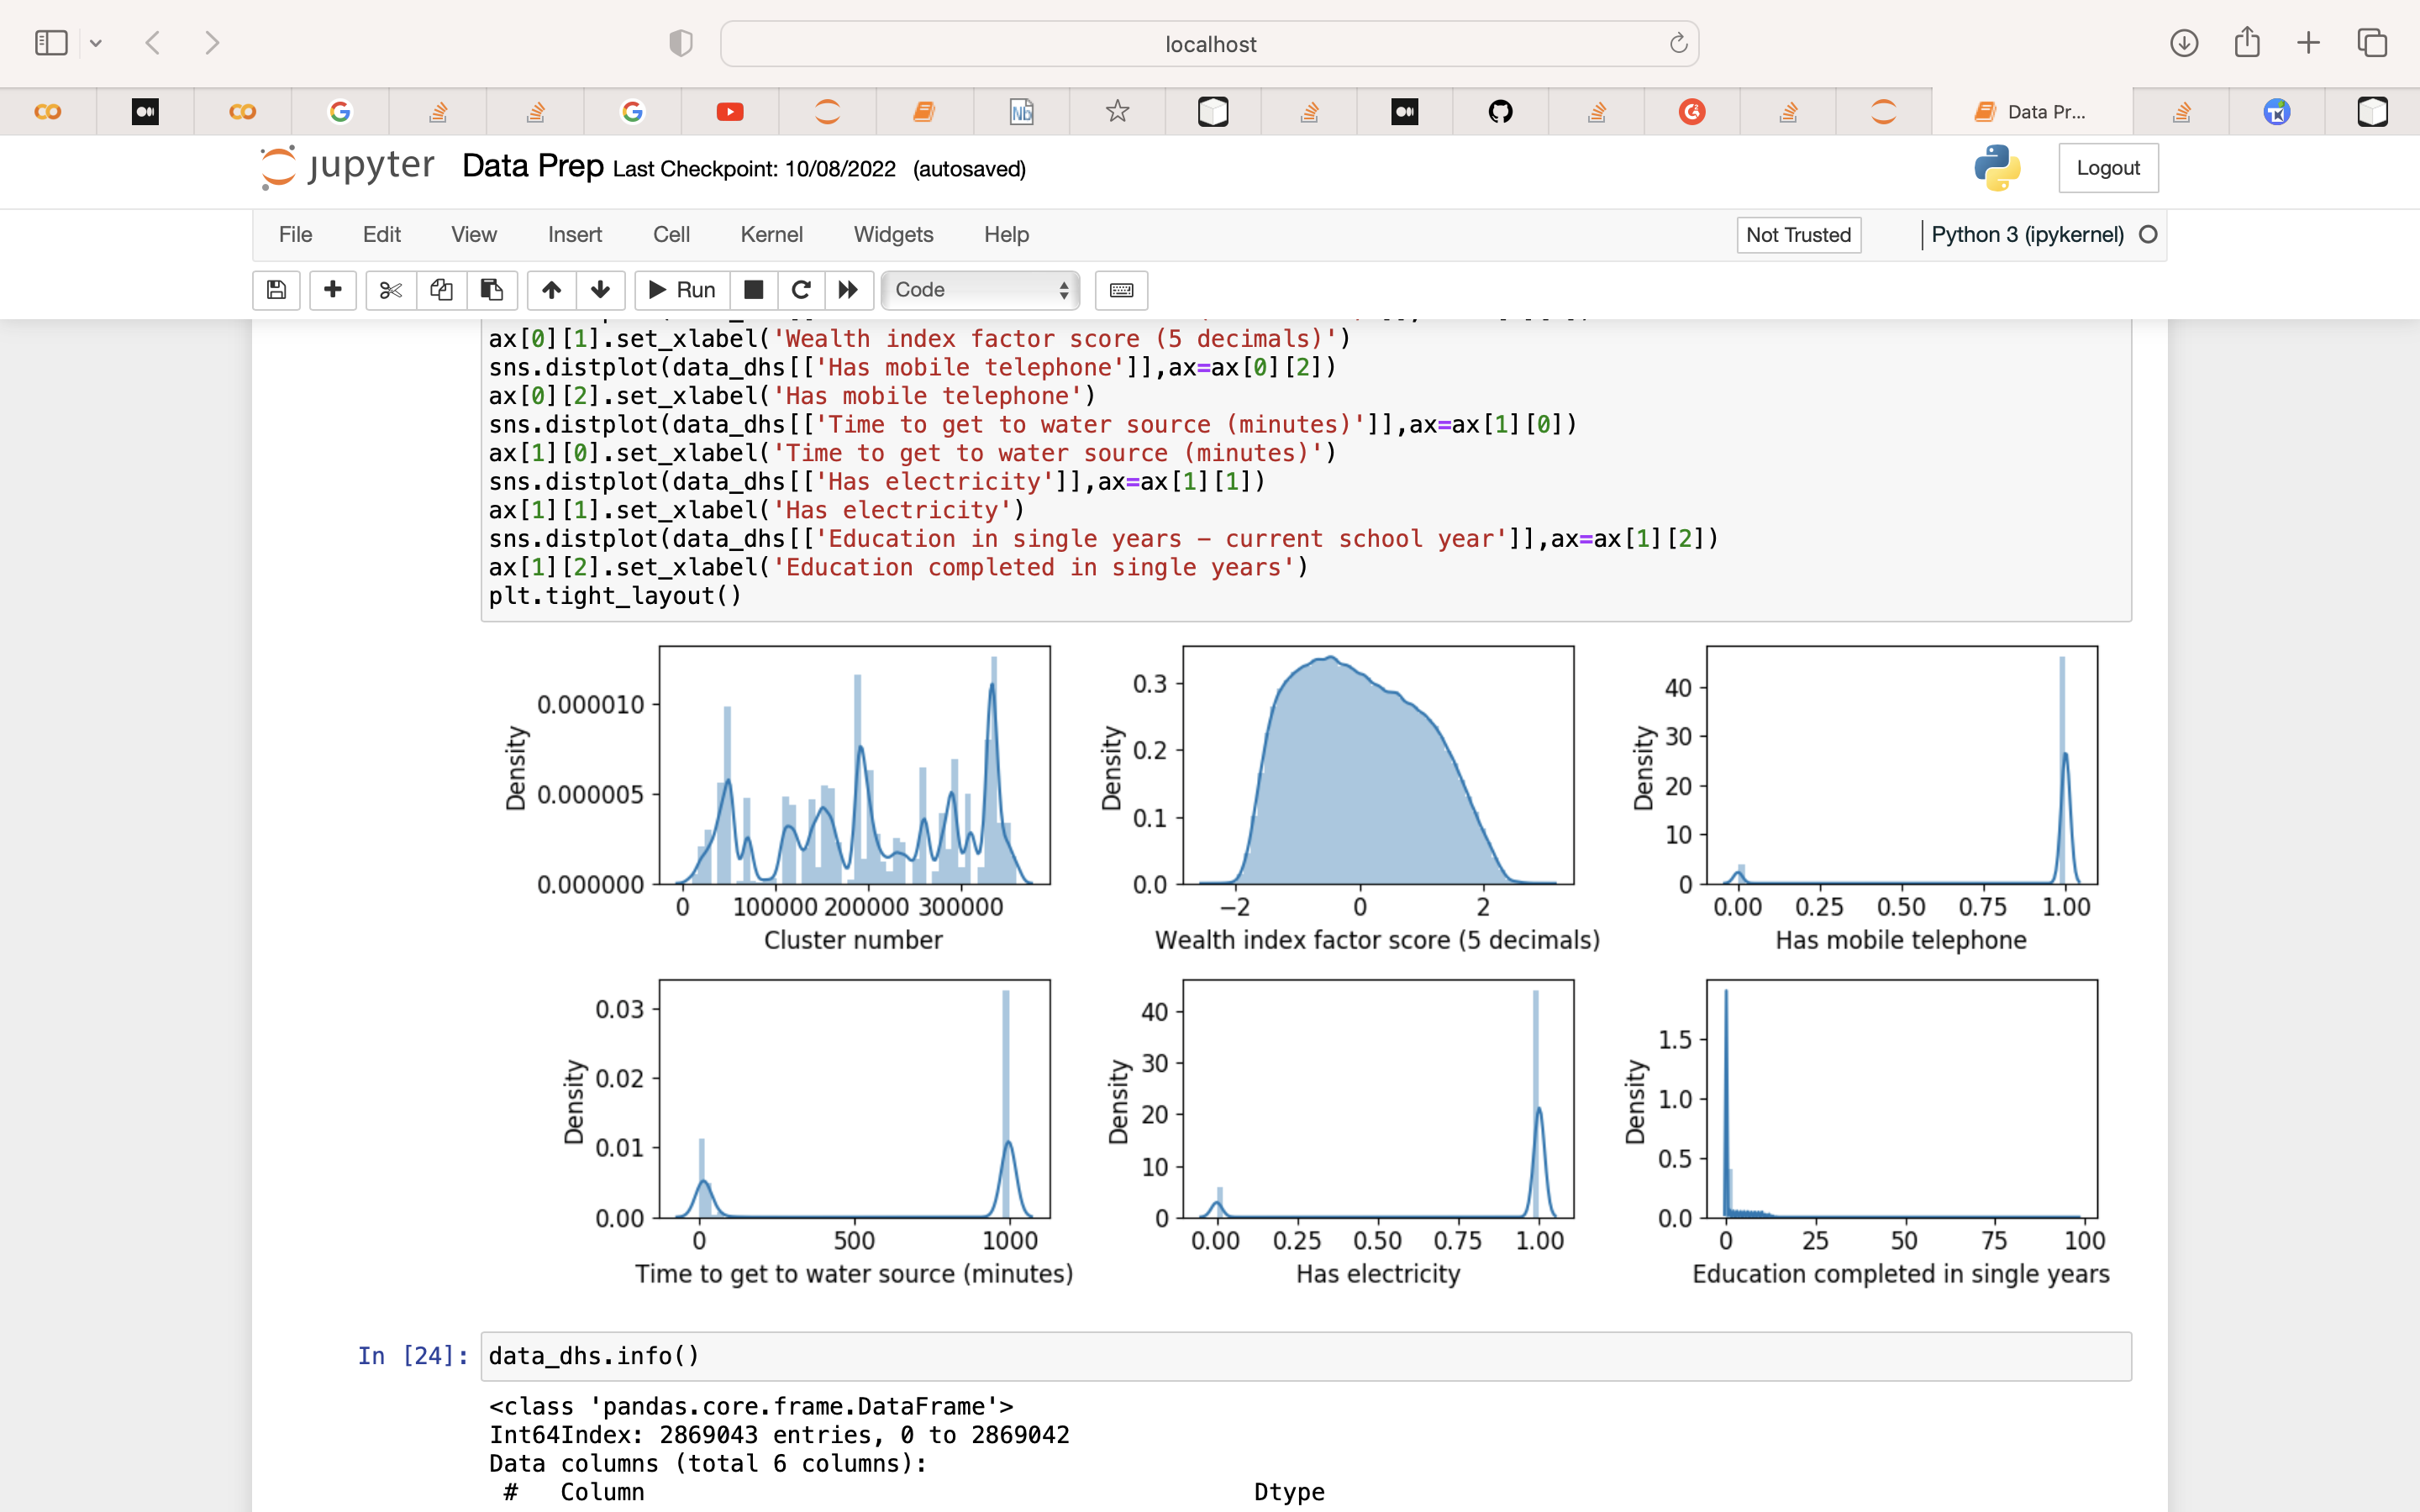 localhost
Data Pr...
jupyter Data Prep Last Checkpoint: 10/08/2022 (autosaved)
Logout
File Edit View Insert Cell Kernel Widgets Help
Not Trusted
Python 3 (ipykernel)
Run
Code
ax[0][1].set_xlabel('Wealth index factor score (5 decimals)')
sns.distplot(data_dhs[['Has mobile telephone']],ax=ax[0][2])
ax[0][2].set_xlabel('Has mobile telephone')
sns.distplot(data_dhs[['Time to get to water source (minutes)']],ax=ax[1][0])
ax[1][0].set_xlabel('Time to get to water source (minutes)')
sns.distplot(data_dhs[['Has electricity']],ax=ax[1][1])
ax[1][1].set_xlabel('Has electricity')
sns.distplot(data_dhs[['Education in single years - current school year']],ax=ax[1][2])
ax[1][2].set_xlabel('Education completed in single years')
plt.tight_layout()
Density
0.000010
0.000005
0.000000
0 100000 200000 300000
Cluster number
Density
0.3
0.2
0.1
0.0
−2 0 2
Wealth index factor score (5 decimals)
Density
40
30
20
10
0
0.00 0.25 0.50 0.75 1.00
Has mobile telephone
Density
0.03
0.02
0.01
0.00
0 500 1000
Time to get to water source (minutes)
Density
40
30
20
10
0
0.00 0.25 0.50 0.75 1.00
Has electricity
Density
1.5
1.0
0.5
0.0
0 25 50 75 100
Education completed in single years
In [24]: data_dhs.info()
<class 'pandas.core.frame.DataFrame'>
Int64Index: 2869043 entries, 0 to 2869042
Data columns (total 6 columns):
# Column Dtype